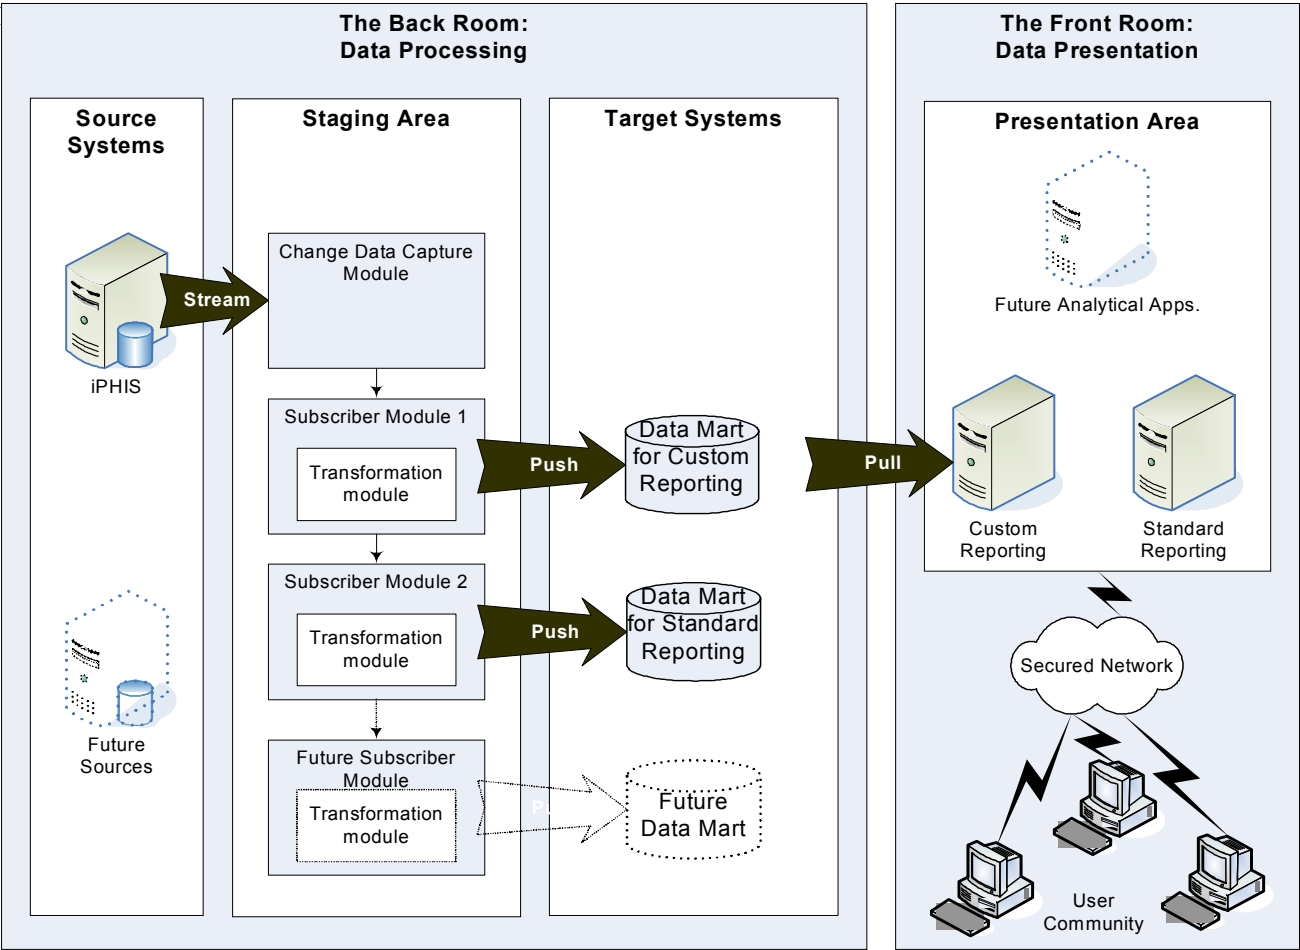 The Back Room:
Data Processing
Source
Systems
iPHIS
Future
Sources
Stream
Staging Area
Change Data Capture
Module
Subscriber Module 1
Transformation
module
Subscriber Module 2
Transformation
module
Future Subscriber
Module
Transformation
module
Push
Push
Target Systems
Data Mart
for Custom
Reporting
Data Mart
for Standard
Reporting
Future
Data Mart
Pull
The Front Room:
Data Presentation
Presentation Area
Future Analytical Apps.
Custom
Reporting
Standard
Reporting
Secured Network
User
Community